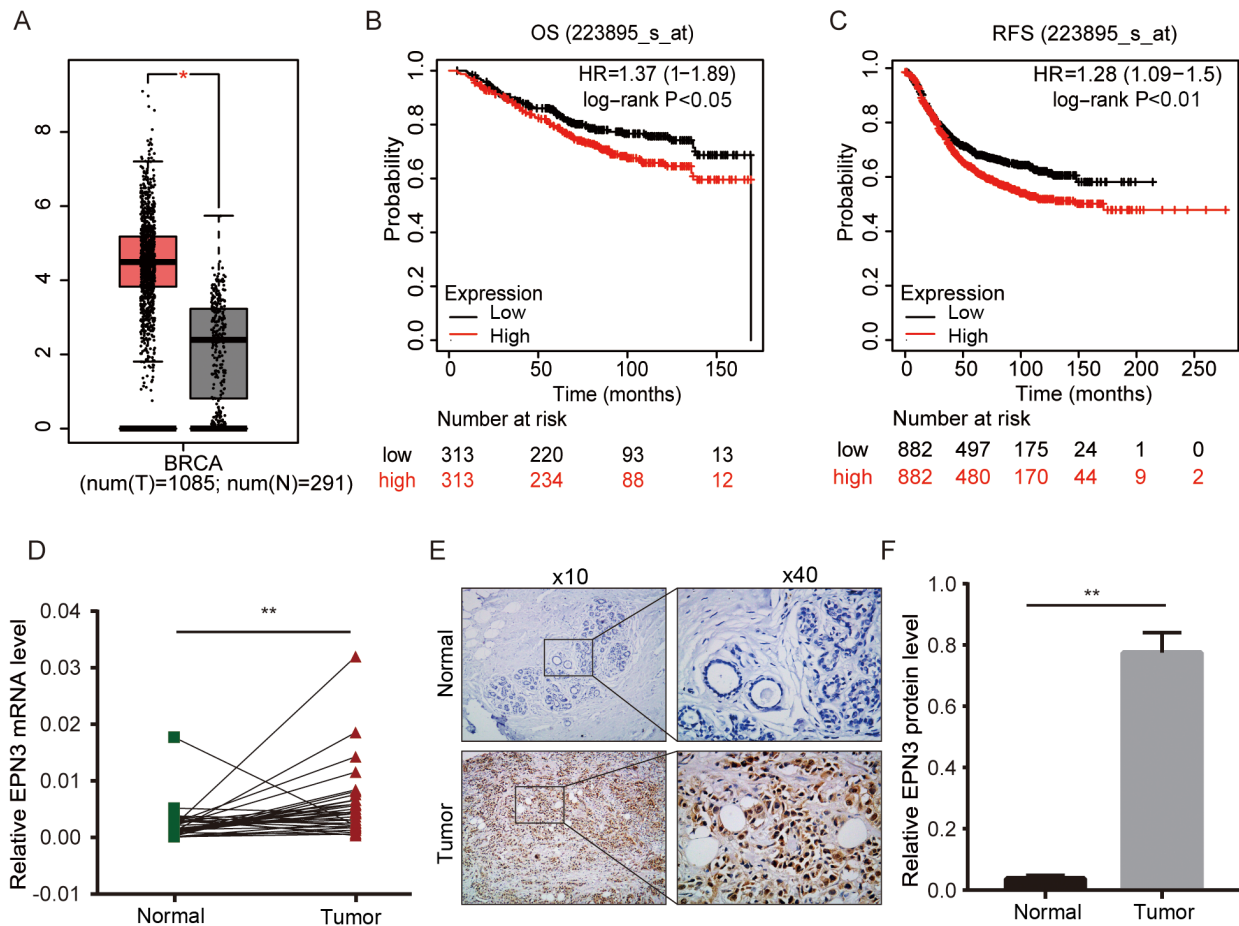 A
*
8
6
4
2
0
BRCA
(num(T)=1085; num(N)=291)
B
OS (223895_s_at)
HR=1.37 (1−1.89)
log-rank P<0.05
Probability
1.0
0.8
0.6
0.4
0.2
0.0
Expression
Low
High
0 50 100 150
Time (months)
Number at risk
low 313 220 93 13
high 313 234 88 12
C
RFS (223895_s_at)
HR=1.28 (1.09−1.5)
log-rank P<0.01
Probability
1.0
0.8
0.6
0.4
0.2
0.0
Expression
Low
High
0 50 100 150 200 250
Time (months)
Number at risk
low 882 497 175 24 1 0
high 882 480 170 44 9 2
D
Relative EPN3 mRNA level
**
0.04
0.03
0.02
0.01
0.00
-0.01
Normal Tumor
E
x10 x40
Normal
Tumor
F
Relative EPN3 protein level
**
1.0
0.8
0.6
0.4
0.2
0.0
Normal Tumor